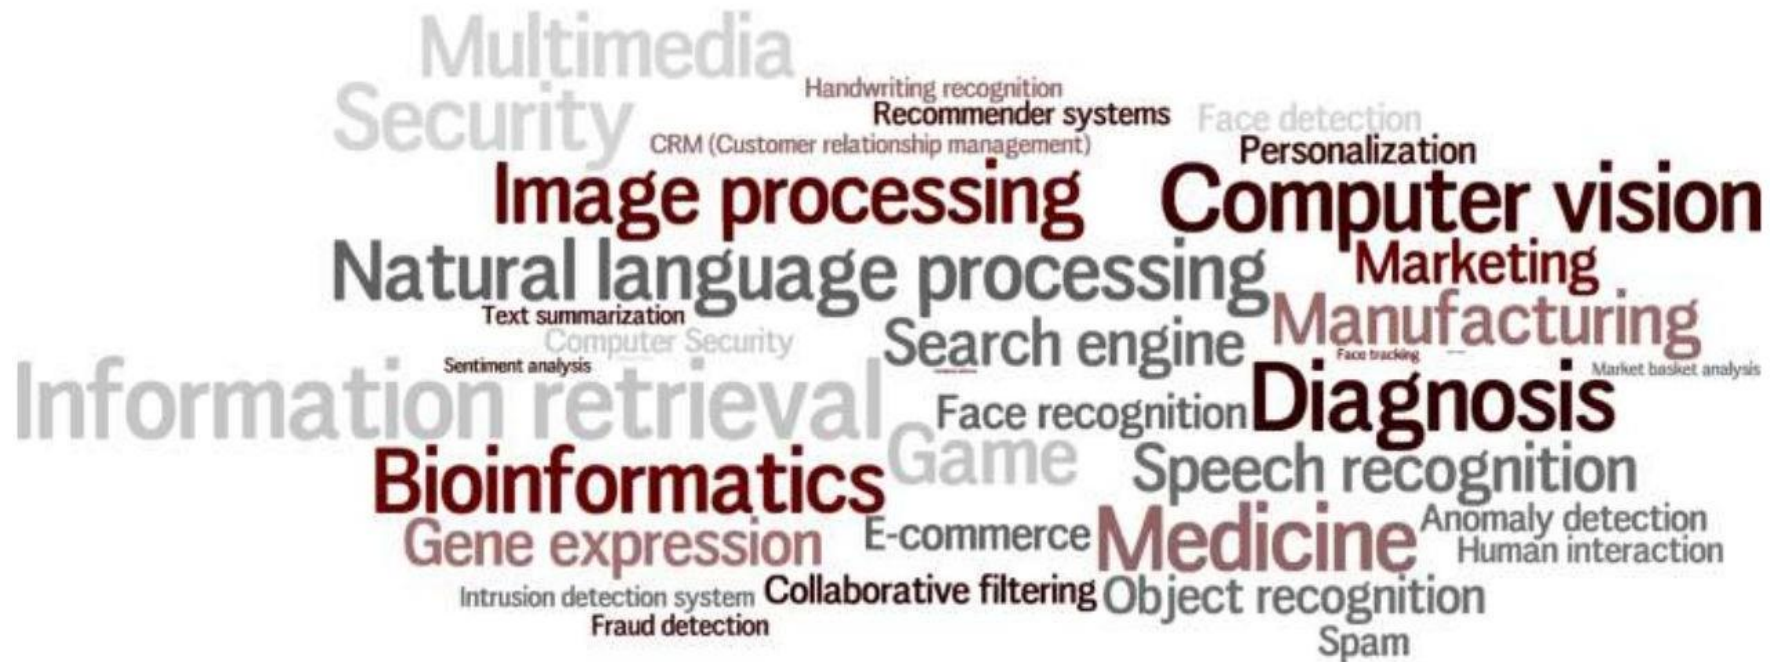 Multimedia
Handwriting recognition
Security
Recommender systems
Face detection
CRM (Customer relationship management)
Personalization
Image processing
Computer vision
Natural language processing
Marketing
Text summarization
Manufacturing
Computer Security
Search engine
Face tracking
Sentiment analysis
Market basket analysis
Information retrieval
Face recognition
Diagnosis
Game
Speech recognition
Bioinformatics
Anomaly detection
Gene expression
E-commerce
Medicine
Human interaction
Intrusion detection system
Collaborative filtering
Object recognition
Fraud detection
Spam